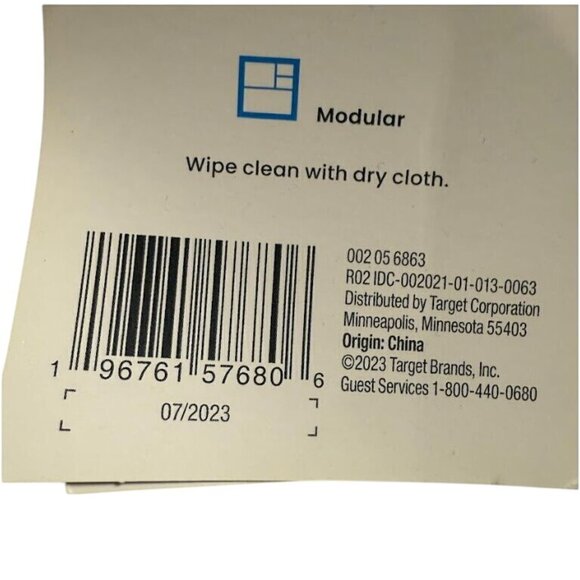 Modular
Wipe clean with dry cloth.
002 05 6863
R02 IDC-002021-01-013-0063
Distributed by Target Corporation
Minneapolis, Minnesota 55403
Origin: China
©2023 Target Brands, Inc.
Guest Services 1-800-440-0680
1 96761 57680 6
07/2023